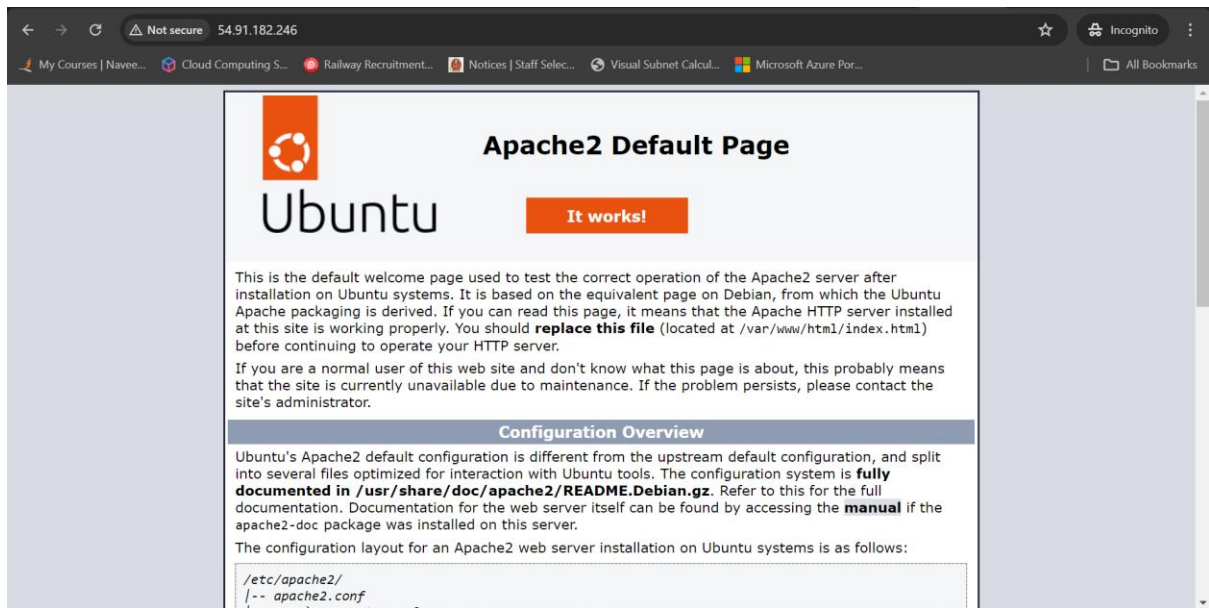 Not secure 54.91.182.246
Incognito
My Courses | Navee... Cloud Computing S... Railway Recruitment... Notices | Staff Selec... Visual Subnet Calcul... Microsoft Azure Por... All Bookmarks
Apache2 Default Page
Ubuntu
It works!
This is the default welcome page used to test the correct operation of the Apache2 server after
installation on Ubuntu systems. It is based on the equivalent page on Debian, from which the Ubuntu
Apache packaging is derived. If you can read this page, it means that the Apache HTTP server installed
at this site is working properly. You should replace this file (located at /var/www/html/index.html)
before continuing to operate your HTTP server.
If you are a normal user of this web site and don't know what this page is about, this probably means
that the site is currently unavailable due to maintenance. If the problem persists, please contact the
site's administrator.
Configuration Overview
Ubuntu's Apache2 default configuration is different from the upstream default configuration, and split
into several files optimized for interaction with Ubuntu tools. The configuration system is fully
documented in /usr/share/doc/apache2/README.Debian.gz. Refer to this for the full
documentation. Documentation for the web server itself can be found by accessing the manual if the
apache2-doc package was installed on this server.
The configuration layout for an Apache2 web server installation on Ubuntu systems is as follows:
/etc/apache2/
|-- apache2.conf